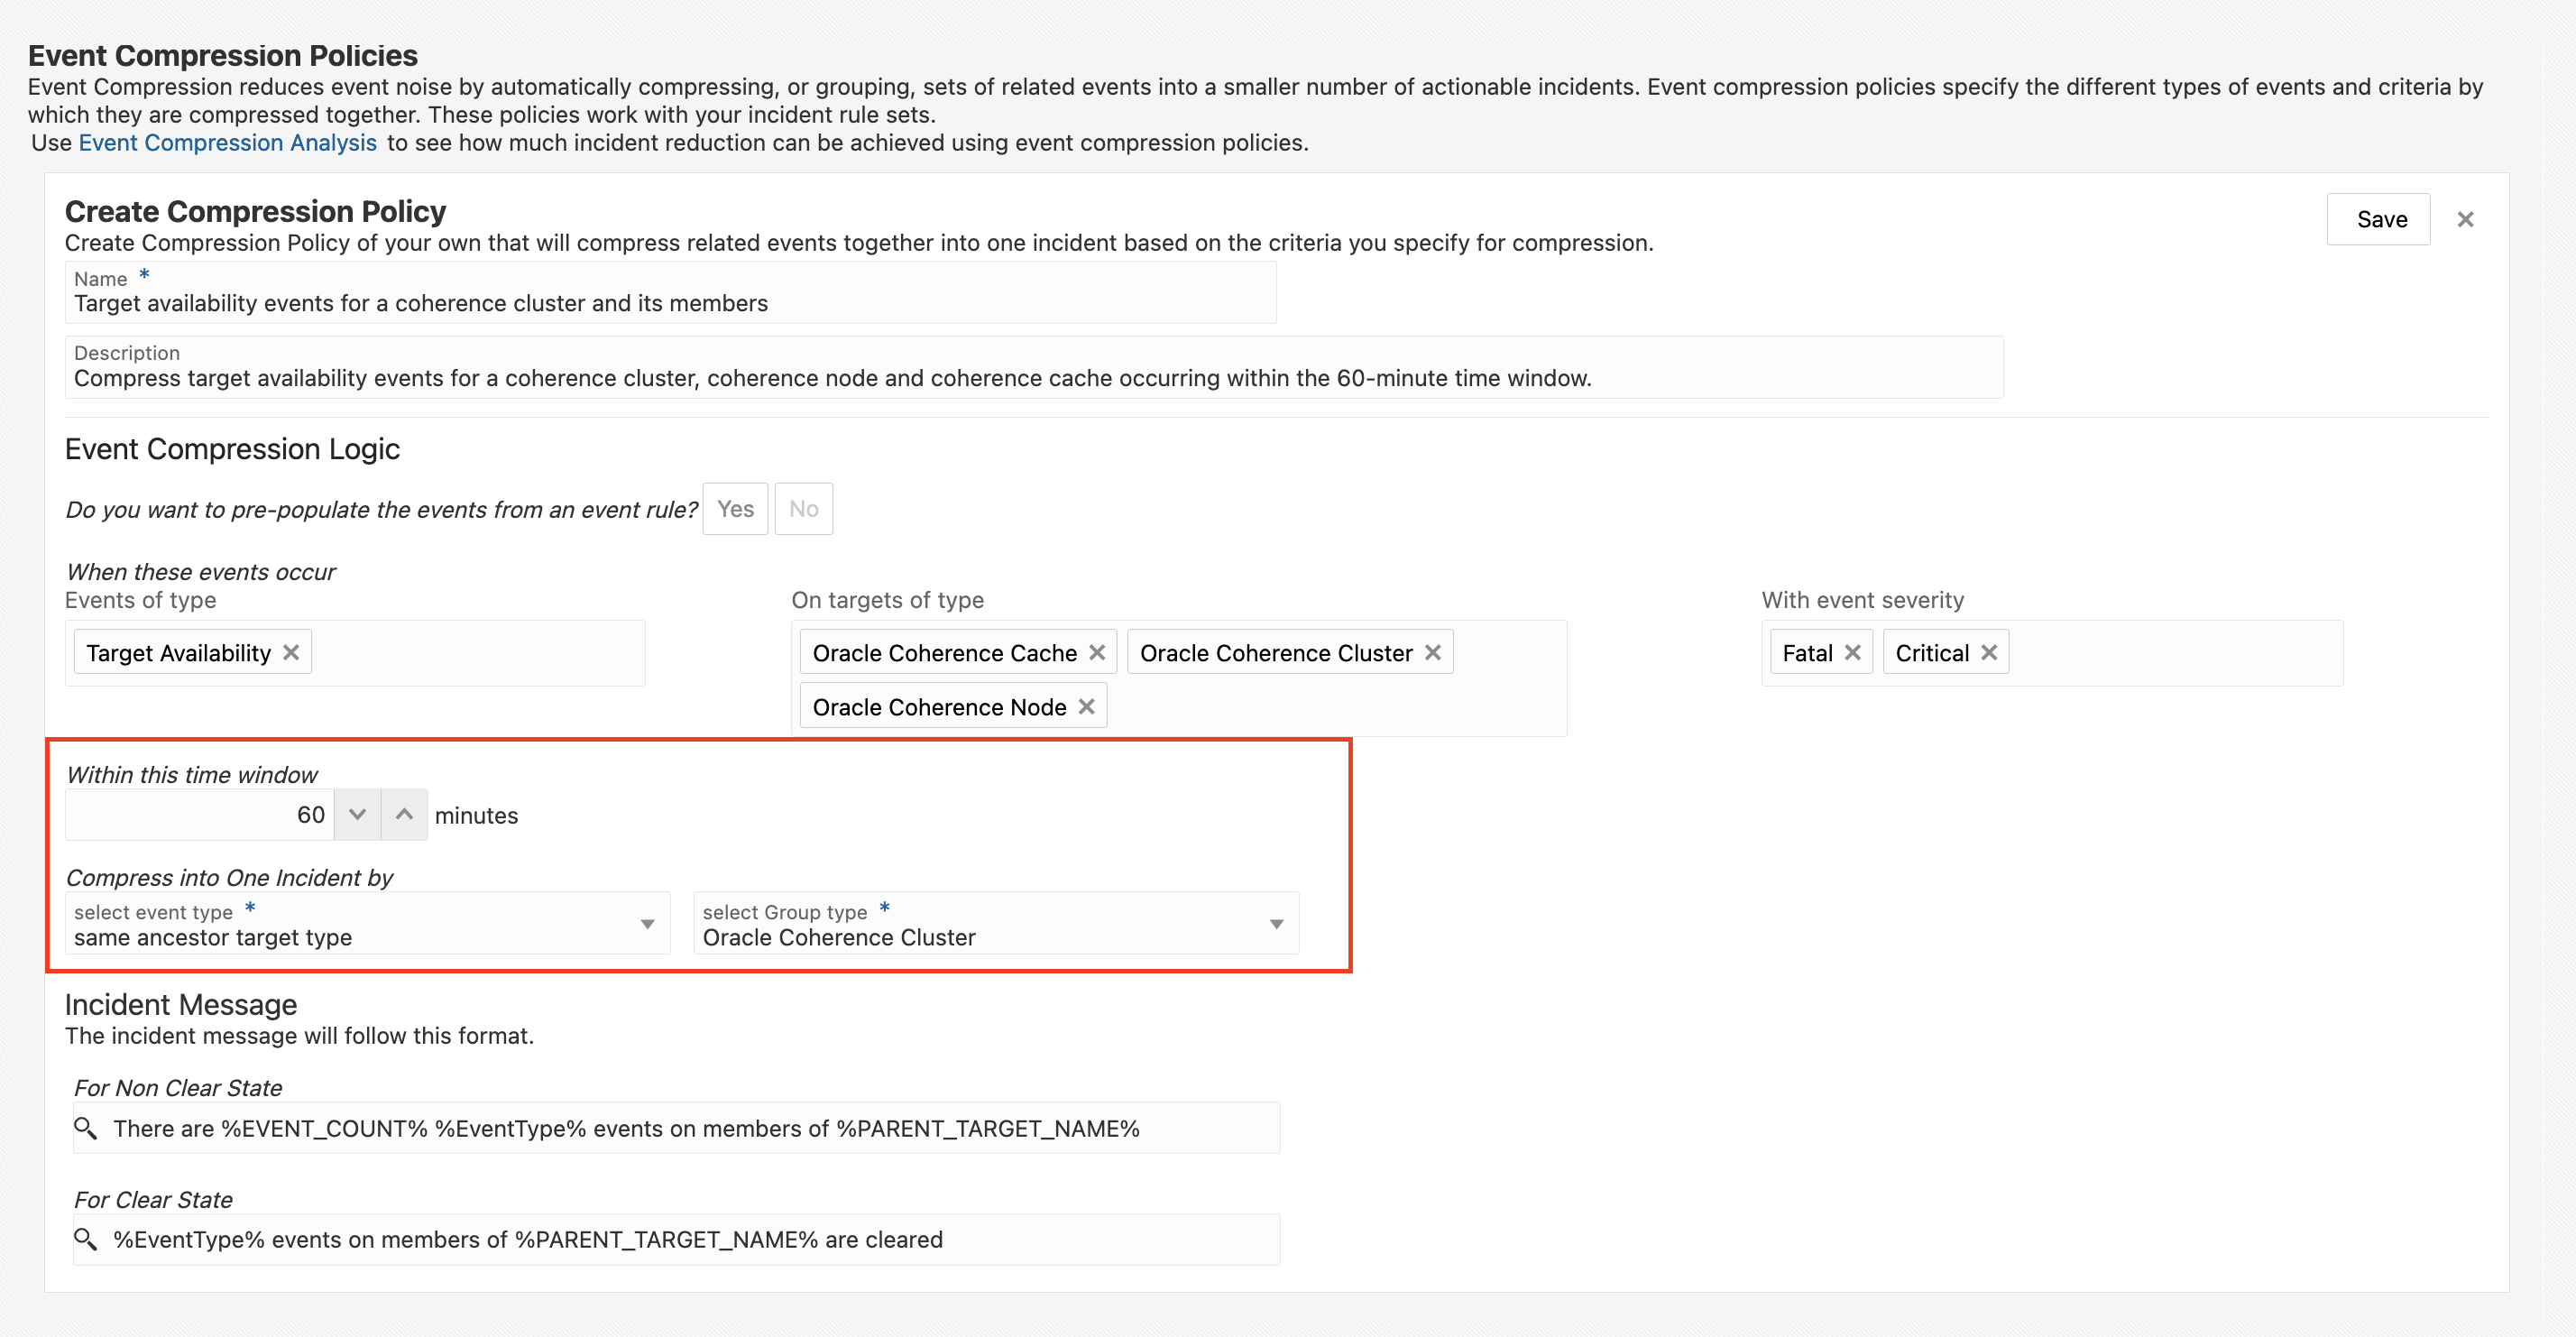 Event Compression Policies
Event Compression reduces event noise by automatically compressing, or grouping, sets of related events into a smaller number of actionable incidents. Event compression policies specify the different types of events and criteria by
which they are compressed together. These policies work with your incident rule sets.
Use Event Compression Analysis to see how much incident reduction can be achieved using event compression policies.
Create Compression Policy
Save
Create Compression Policy of your own that will compress related events together into one incident based on the criteria you specify for compression.
Name *
Target availability events for a coherence cluster and its members
Description
Compress target availability events for a coherence cluster, coherence node and coherence cache occurring within the 60-minute time window.
Event Compression Logic
Do you want to pre-populate the events from an event rule? Yes No
When these events occur
Events of type On targets of type With event severity
Target Availability Oracle Coherence Cache Oracle Coherence Cluster Fatal Critical
Oracle Coherence Node
Within this time window
60 minutes
Compress into One Incident by
select event type * select Group type *
same ancestor target type Oracle Coherence Cluster
Incident Message
The incident message will follow this format.
For Non Clear State
There are %EVENT_COUNT% %EventType% events on members of %PARENT_TARGET_NAME%
For Clear State
%EventType% events on members of %PARENT_TARGET_NAME% are cleared